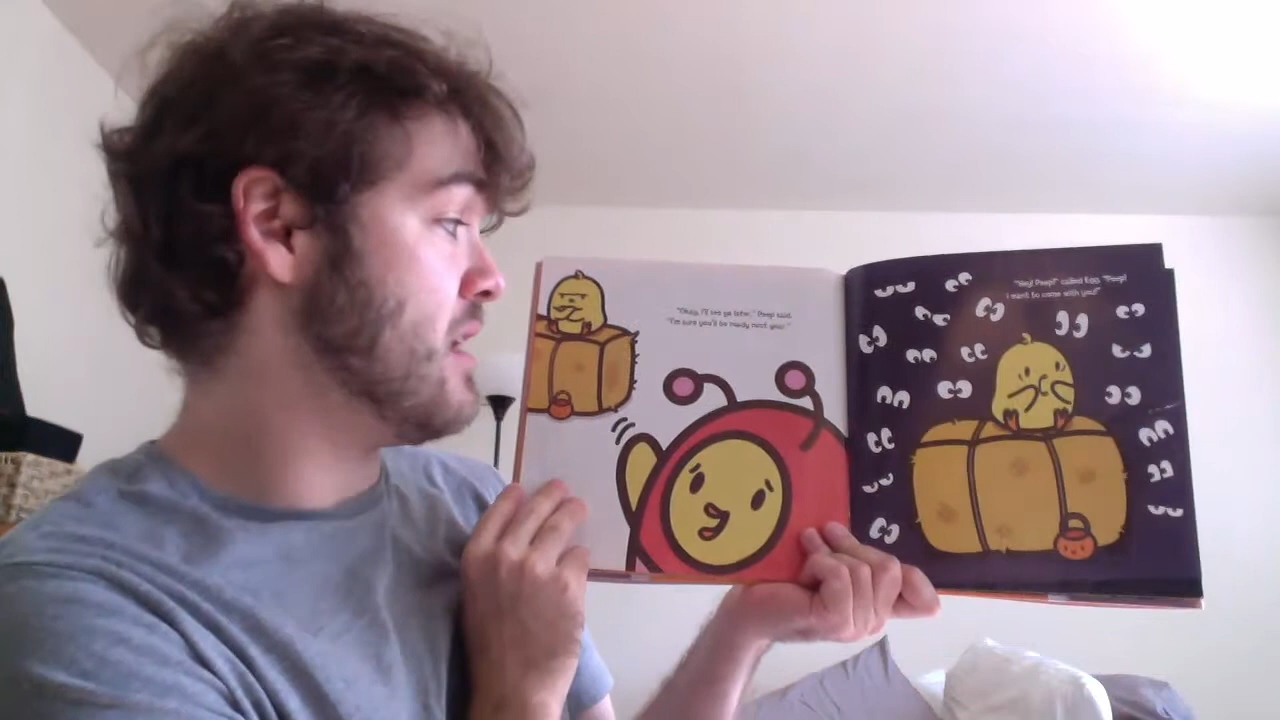 "Okay, I'll see ya later," Peep said.
"I'm sure you'll be ready next year."
"Hey! Peep!" called Egg. "Peep!
I want to come with you!"